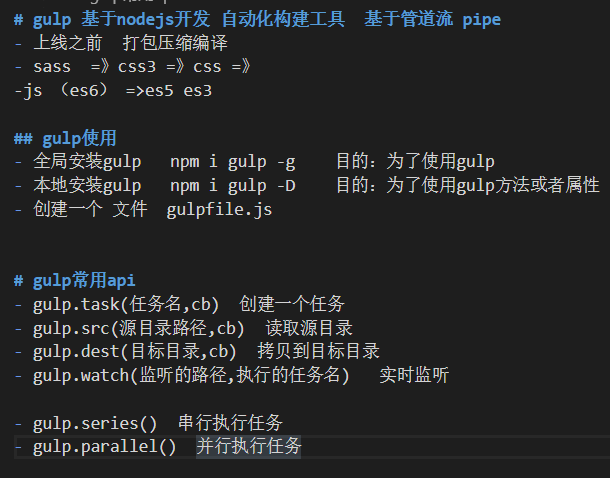 # gulp 基于nodejs开发 自动化构建工具  基于管道流 pipe
- 上线之前  打包压缩编译
- sass  =》css3 =》css =》
-js （es6） =>es5 es3
## gulp使用
- 全局安装gulp   npm i gulp -g    目的：为了使用gulp
- 本地安装gulp   npm i gulp -D    目的：为了使用gulp方法或者属性
- 创建一个 文件  gulpfile.js
# gulp常用api
- gulp.task(任务名,cb)  创建一个任务
- gulp.src(源目录路径,cb)  读取源目录
- gulp.dest(目标目录,cb)  拷贝到目标目录
- gulp.watch(监听的路径,执行的任务名)   实时监听
- gulp.series()  串行执行任务
- gulp.parallel()  并行执行任务